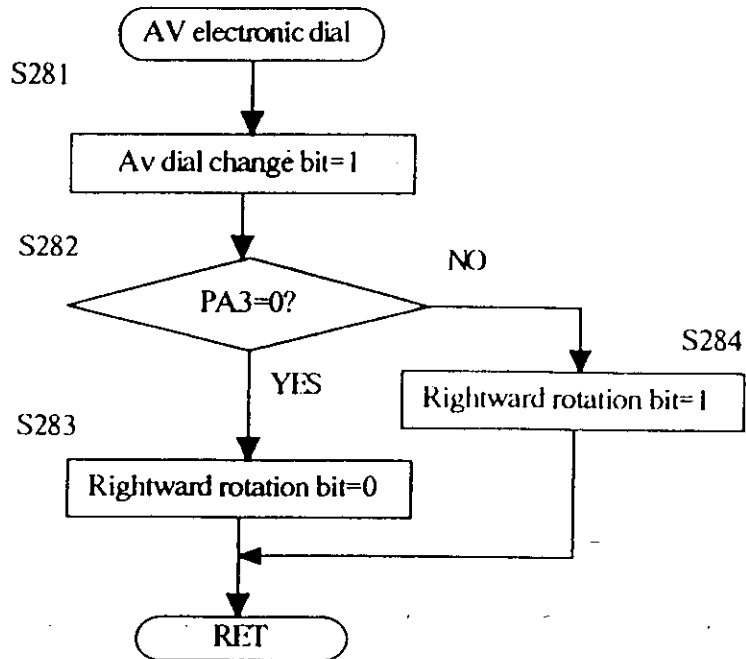 AV electronic dial
S281
Av dial change bit=1
S282
NO
PA3=0?
S284
YES
Rightward rotation bit=1
S283
Rightward rotation bit=0
RET